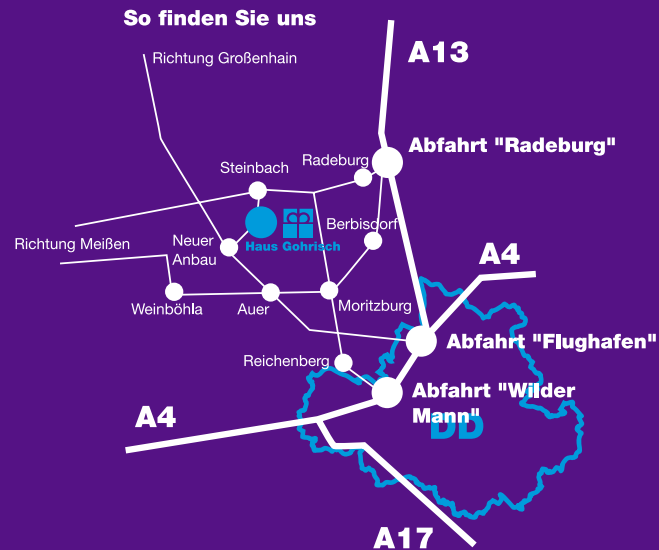 So finden Sie uns
A13
Richtung Großenhain
Abfahrt "Radeburg"
Radeburg
Steinbach
Berbisdorf
Richtung Meißen
Neuer
Anbau
Haus Gohrisch
A4
Weinböhla
Auer
Moritzburg
Abfahrt "Flughafen"
Reichenberg
Abfahrt "Wilder
Mann"
DD
A4
A17